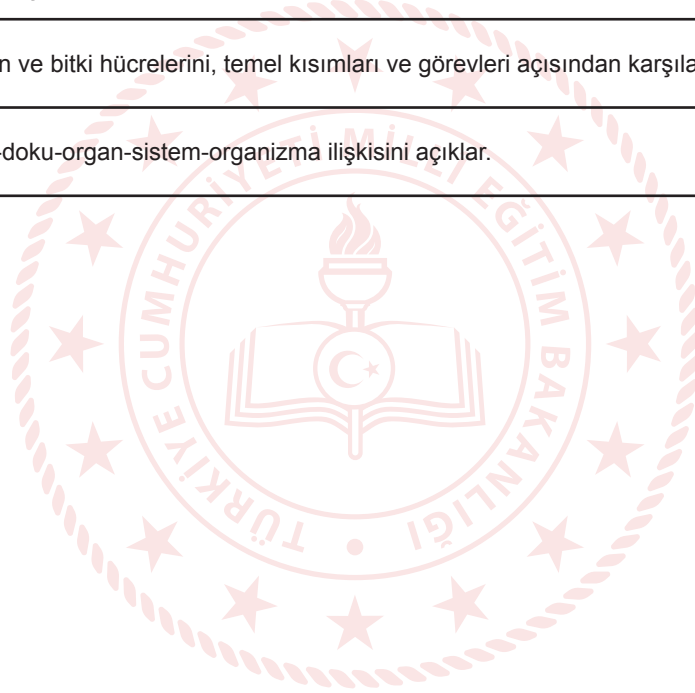 n ve bitki hücrelerini, temel kısımları ve görevleri açısından karşıla
-doku-organ-sistem-organizma ilişkisini açıklar.
TÜRKİYE CUMHURİYETİ MİLLÎ EĞİTİM BAKANLIĞI